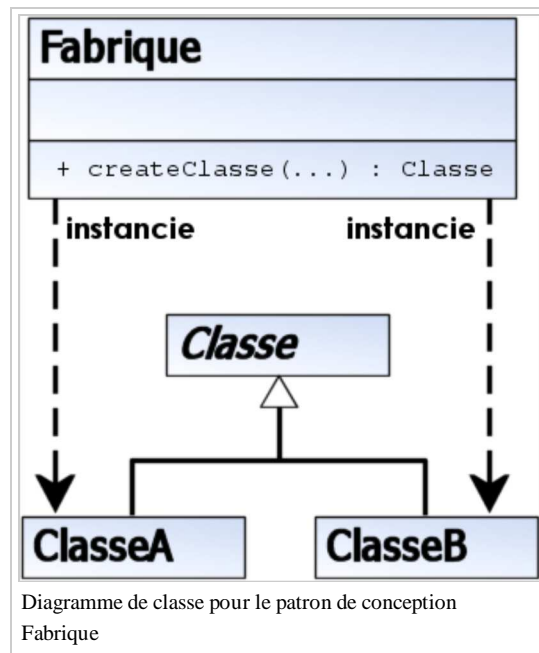 Fabrique
+ createClasse(...) : Classe
instancie instancie
Classe
ClasseA ClasseB
Diagramme de classe pour le patron de conception
Fabrique